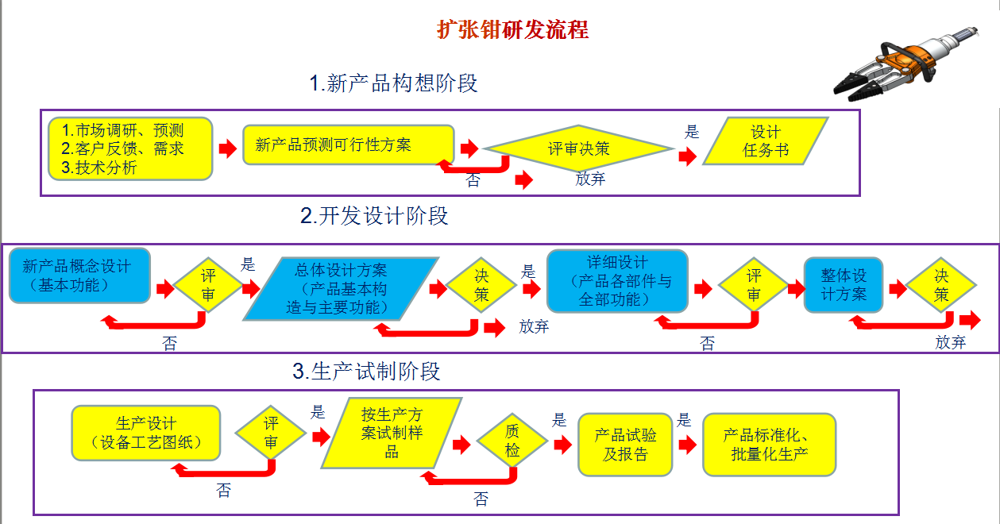 扩张钳研发流程
1.新产品构想阶段
1.市场调研、预测
2.客户反馈、需求
3.技术分析
新产品预测可行性方案
评审决策
是
设计
任务书
否
放弃
2.开发设计阶段
新产品概念设计
（基本功能）
评
审
是
总体设计方案
（产品基本构
造与主要功能）
决
策
是
详细设计
（产品各部件与
全部功能）
评
审
整体设
计方案
决
策
否
放弃
否
放弃
3.生产试制阶段
生产设计
（设备工艺图纸）
评
审
是
按生产方
案试制样
品
质
检
是
产品试验
及报告
是
产品标准化、
批量化生产
否
否